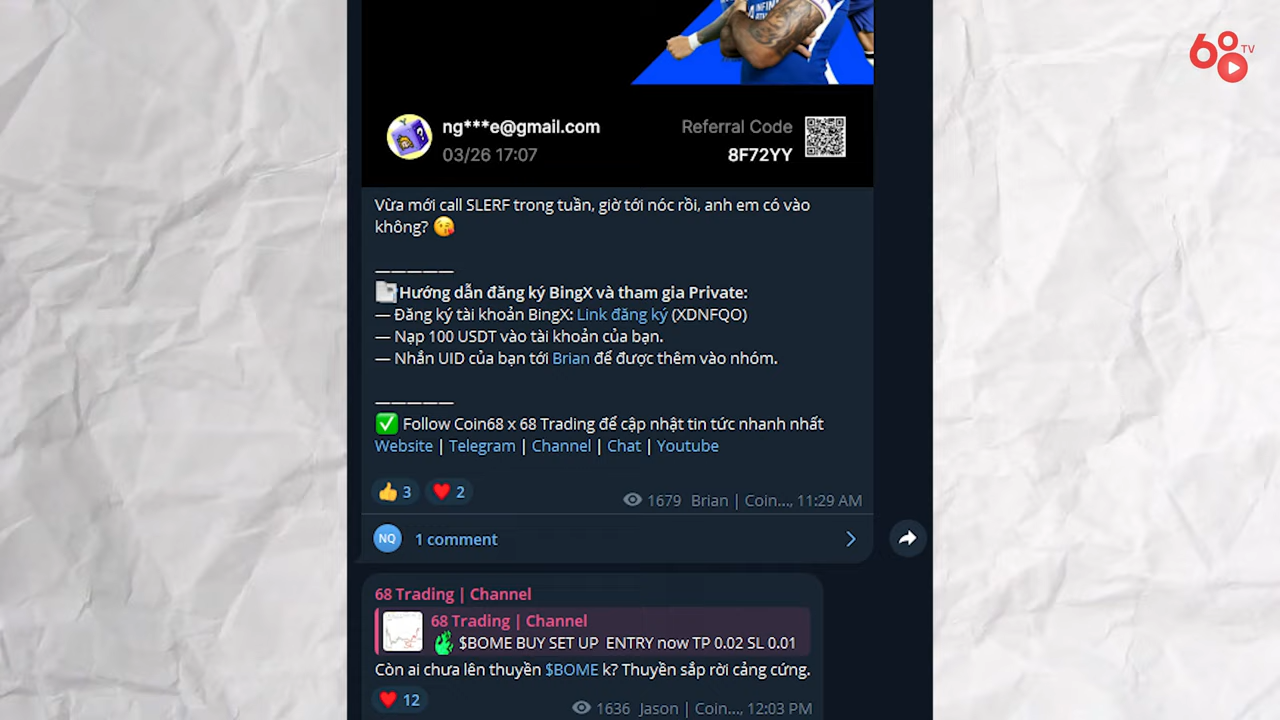 68 TV
INFINI
ATH
ng***e@gmail.com
03/26 17:07
Referral Code
8F72YY
Vừa mới call SLERF trong tuần, giờ tới nóc rồi, anh em có vào
không? 😘
—————
Hướng dẫn đăng ký BingX và tham gia Private:
— Đăng ký tài khoản BingX: Link đăng ký (XDNFQO)
— Nạp 100 USDT vào tài khoản của bạn.
— Nhắn UID của bạn tới Brian để được thêm vào nhóm.
—————
✅ Follow Coin68 x 68 Trading để cập nhật tin tức nhanh nhất
Website | Telegram | Channel | Chat | Youtube
👍 3 ❤️ 2
1679 Brian | Coin..., 11:29 AM
NQ 1 comment
68 Trading | Channel
68 Trading | Channel
$BOME BUY SET UP ENTRY now TP 0.02 SL 0.01
Còn ai chưa lên thuyền $BOME k? Thuyền sắp rời cảng cứng.
❤️ 12
1636 Jason | Coin..., 12:03 PM